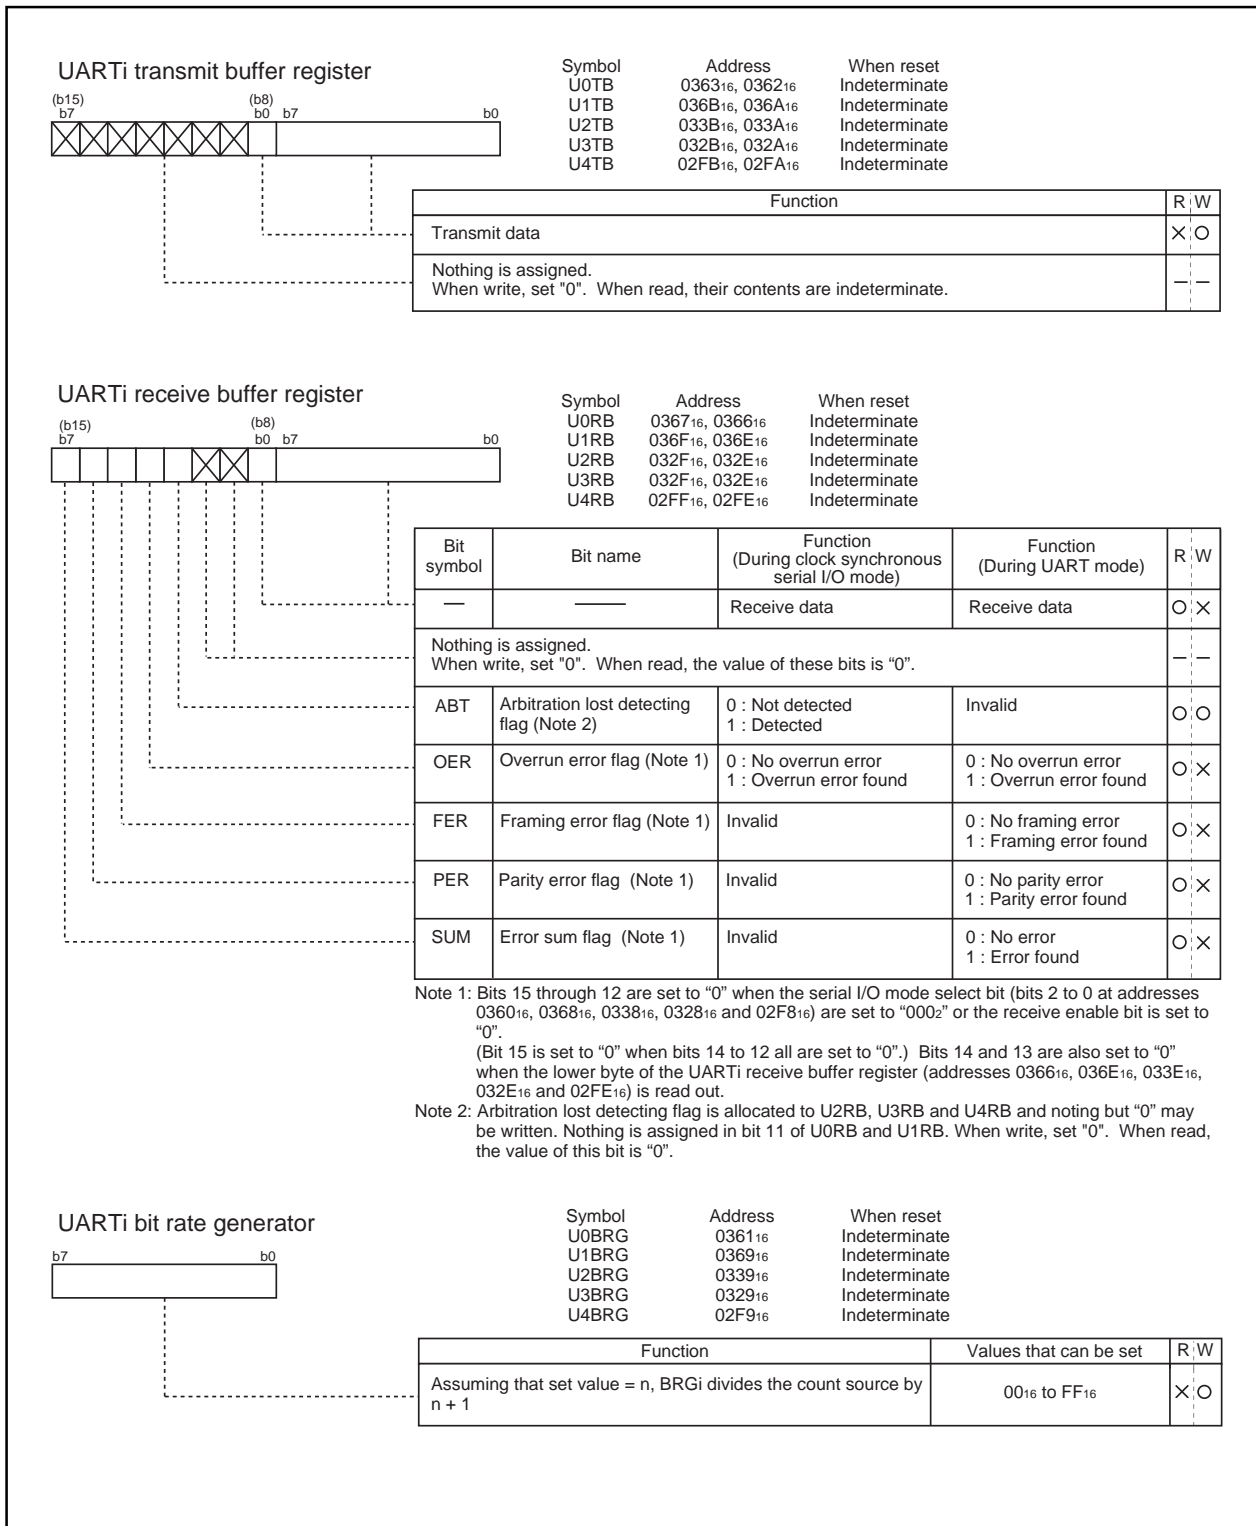 UARTi transmit buffer register
Symbol Address When reset
U0TB 036316, 036216 Indeterminate
U1TB 036B16, 036A16 Indeterminate
U2TB 033B16, 033A16 Indeterminate
U3TB 032B16, 032A16 Indeterminate
U4TB 02FB16, 02FA16 Indeterminate
(b15) (b8)
b7 b0 b7 b0
Function R W
Transmit data X O
Nothing is assigned.
When write, set "0". When read, their contents are indeterminate. – –
UARTi receive buffer register
Symbol Address When reset
U0RB 036716, 036616 Indeterminate
U1RB 036F16, 036E16 Indeterminate
U2RB 032F16, 032E16 Indeterminate
U3RB 032F16, 032E16 Indeterminate
U4RB 02FF16, 02FE16 Indeterminate
(b15) (b8)
b7 b0 b7 b0
Bit symbol Bit name Function (During clock synchronous serial I/O mode) Function (During UART mode) R W
— —— Receive data Receive data O X
Nothing is assigned.
When write, set "0". When read, the value of these bits is “0”. – –
ABT Arbitration lost detecting flag (Note 2) 0 : Not detected 1 : Detected Invalid O O
OER Overrun error flag (Note 1) 0 : No overrun error 1 : Overrun error found 0 : No overrun error 1 : Overrun error found O X
FER Framing error flag (Note 1) Invalid 0 : No framing error 1 : Framing error found O X
PER Parity error flag (Note 1) Invalid 0 : No parity error 1 : Parity error found O X
SUM Error sum flag (Note 1) Invalid 0 : No error 1 : Error found O X
Note 1: Bits 15 through 12 are set to “0” when the serial I/O mode select bit (bits 2 to 0 at addresses
036016, 036816, 033816, 032816 and 02F816) are set to “0002” or the receive enable bit is set to
“0”.
(Bit 15 is set to “0” when bits 14 to 12 all are set to “0”.) Bits 14 and 13 are also set to “0”
when the lower byte of the UARTi receive buffer register (addresses 036616, 036E16, 033E16,
032E16 and 02FE16) is read out.
Note 2: Arbitration lost detecting flag is allocated to U2RB, U3RB and U4RB and noting but “0” may
be written. Nothing is assigned in bit 11 of U0RB and U1RB. When write, set "0". When read,
the value of this bit is “0”.
UARTi bit rate generator
Symbol Address When reset
U0BRG 036116 Indeterminate
U1BRG 036916 Indeterminate
U2BRG 033916 Indeterminate
U3BRG 032916 Indeterminate
U4BRG 02F916 Indeterminate
b7 b0
Function Values that can be set R W
Assuming that set value = n, BRGi divides the count source by
n + 1 0016 to FF16 X O